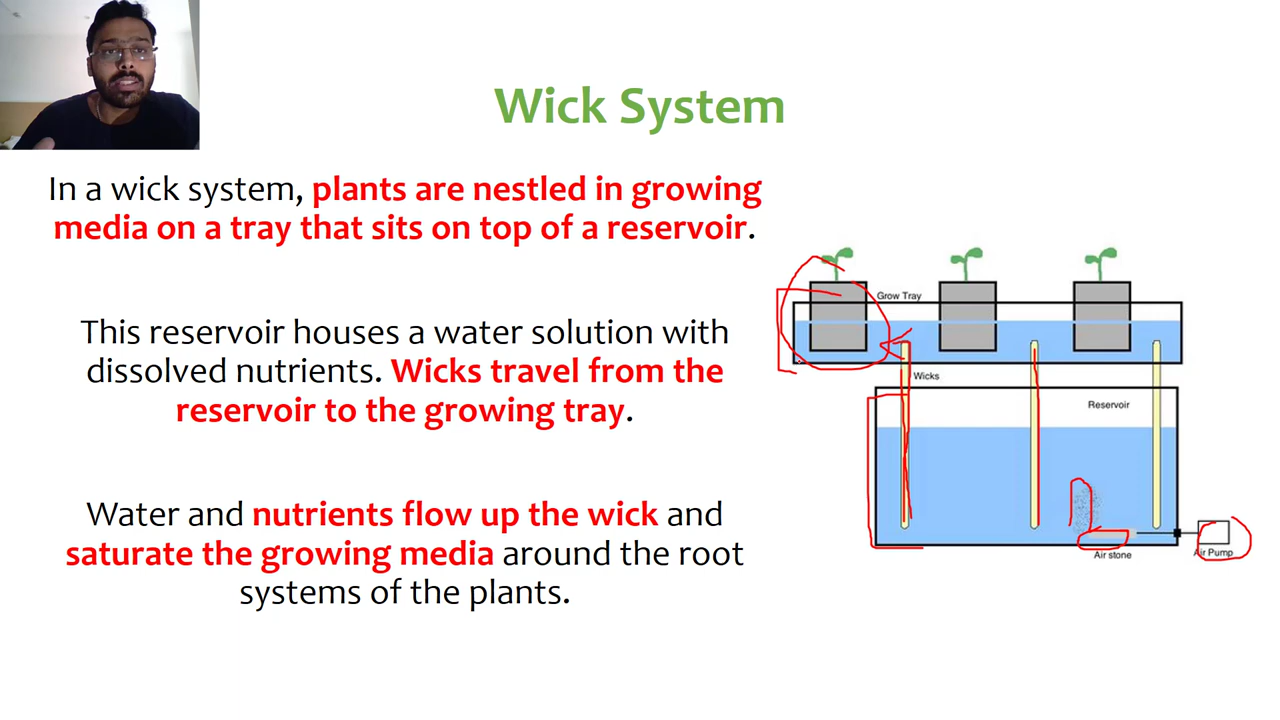 Wick System
In a wick system, plants are nestled in growing
media on a tray that sits on top of a reservoir.
This reservoir houses a water solution with
dissolved nutrients. Wicks travel from the
reservoir to the growing tray.
Water and nutrients flow up the wick and
saturate the growing media around the root
systems of the plants.
Grow Tray
Wicks
Reservoir
Air stone
Air Pump